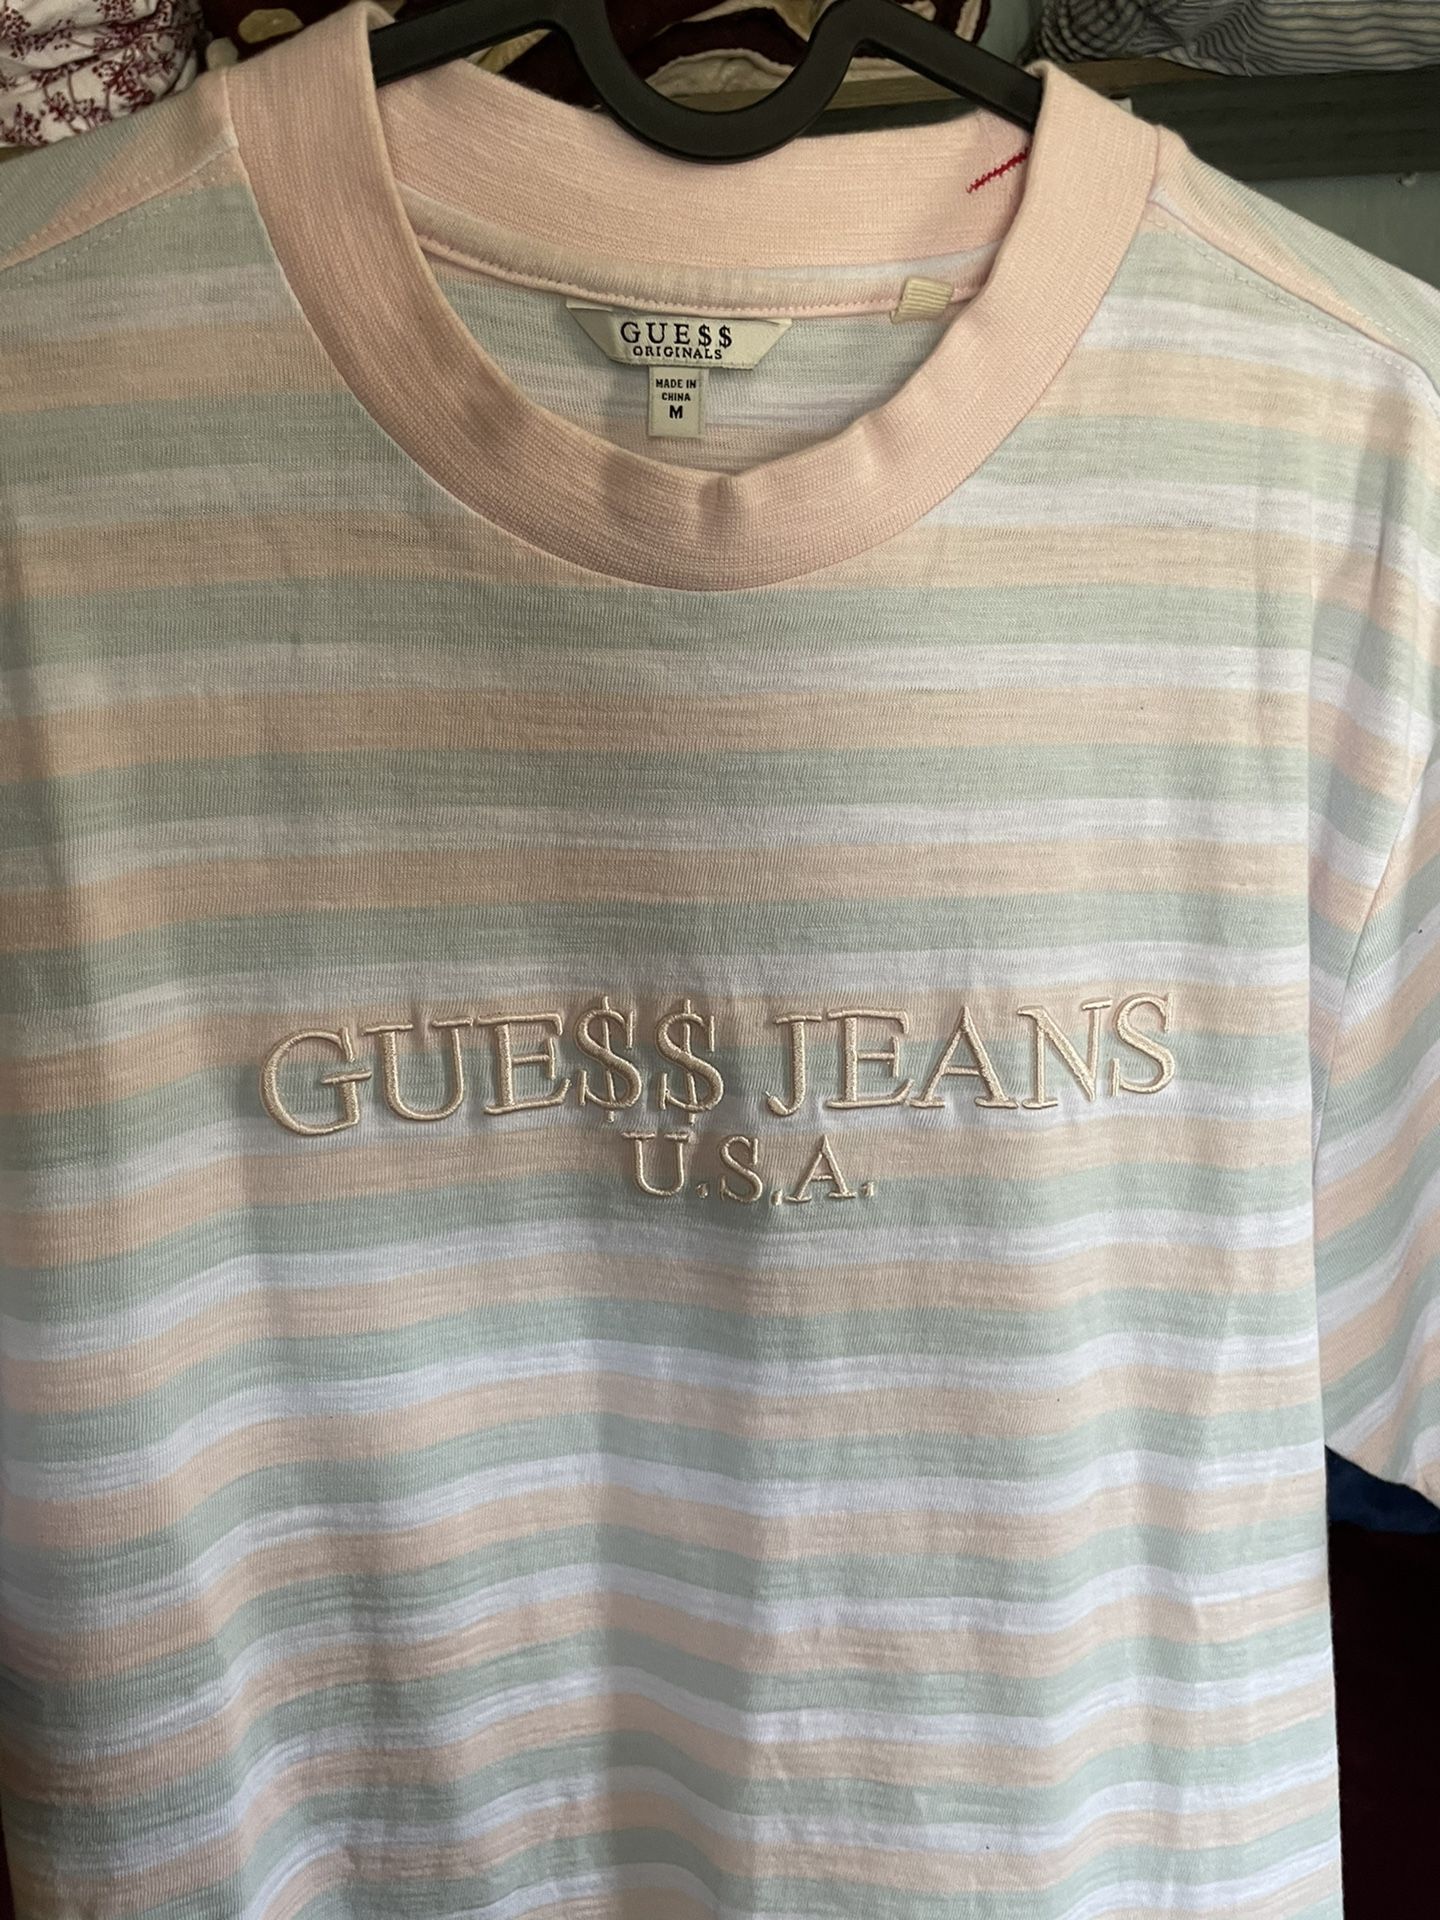 GUE$$
ORIGINALS
MADE IN
CHINA
M
GUE$$ JEANS
U.S.A.